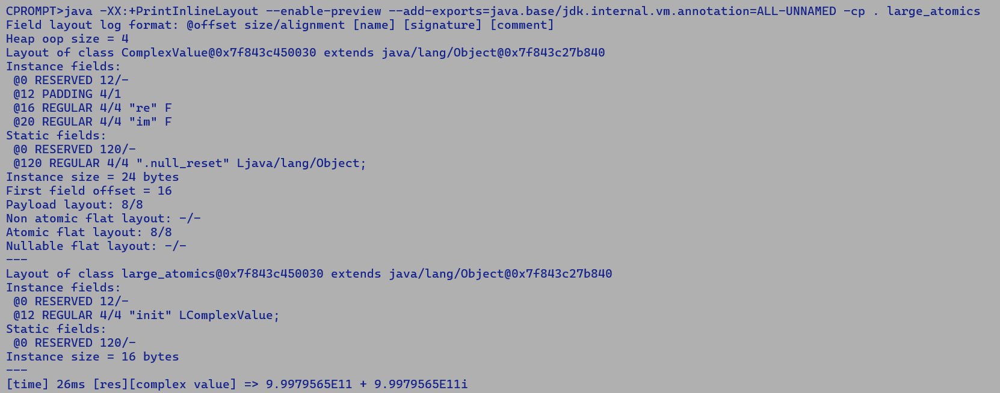 CPROMPT>java -XX:+PrintInlineLayout --enable-preview --add-exports=java.base/jdk.internal.vm.annotation=ALL-UNNAMED -cp . large_atomics
Field layout log format: @offset size/alignment [name] [signature] [comment]
Heap oop size = 4
Layout of class ComplexValue@0x7f843c450030 extends java/lang/Object@0x7f843c27b840
Instance fields:
 @0 RESERVED 12/-
 @12 PADDING 4/1
 @16 REGULAR 4/4 "re" F
 @20 REGULAR 4/4 "im" F
Static fields:
 @0 RESERVED 120/-
 @120 REGULAR 4/4 ".null_reset" Ljava/lang/Object;
Instance size = 24 bytes
First field offset = 16
Payload layout: 8/8
Non atomic flat layout: -/-
Atomic flat layout: 8/8
Nullable flat layout: -/-
---
Layout of class large_atomics@0x7f843c450030 extends java/lang/Object@0x7f843c27b840
Instance fields:
 @0 RESERVED 12/-
 @12 REGULAR 4/4 "init" LComplexValue;
Static fields:
 @0 RESERVED 120/-
Instance size = 16 bytes
---
[time] 26ms [res][complex value] => 9.9979565E11 + 9.9979565E11i